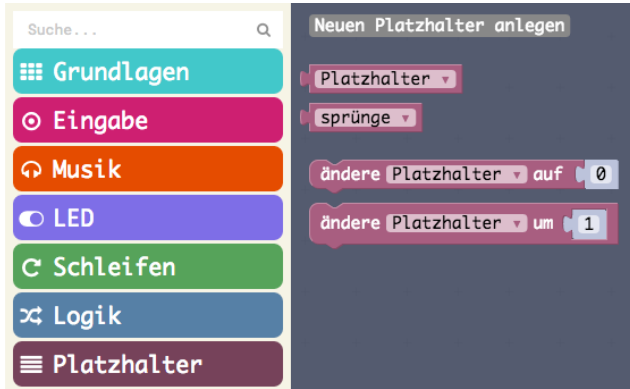 Suche...
Grundlagen
Eingabe
Musik
LED
Schleifen
Logik
Platzhalter
Neuen Platzhalter anlegen
Platzhalter
sprünge
ändere Platzhalter auf 0
ändere Platzhalter um 1